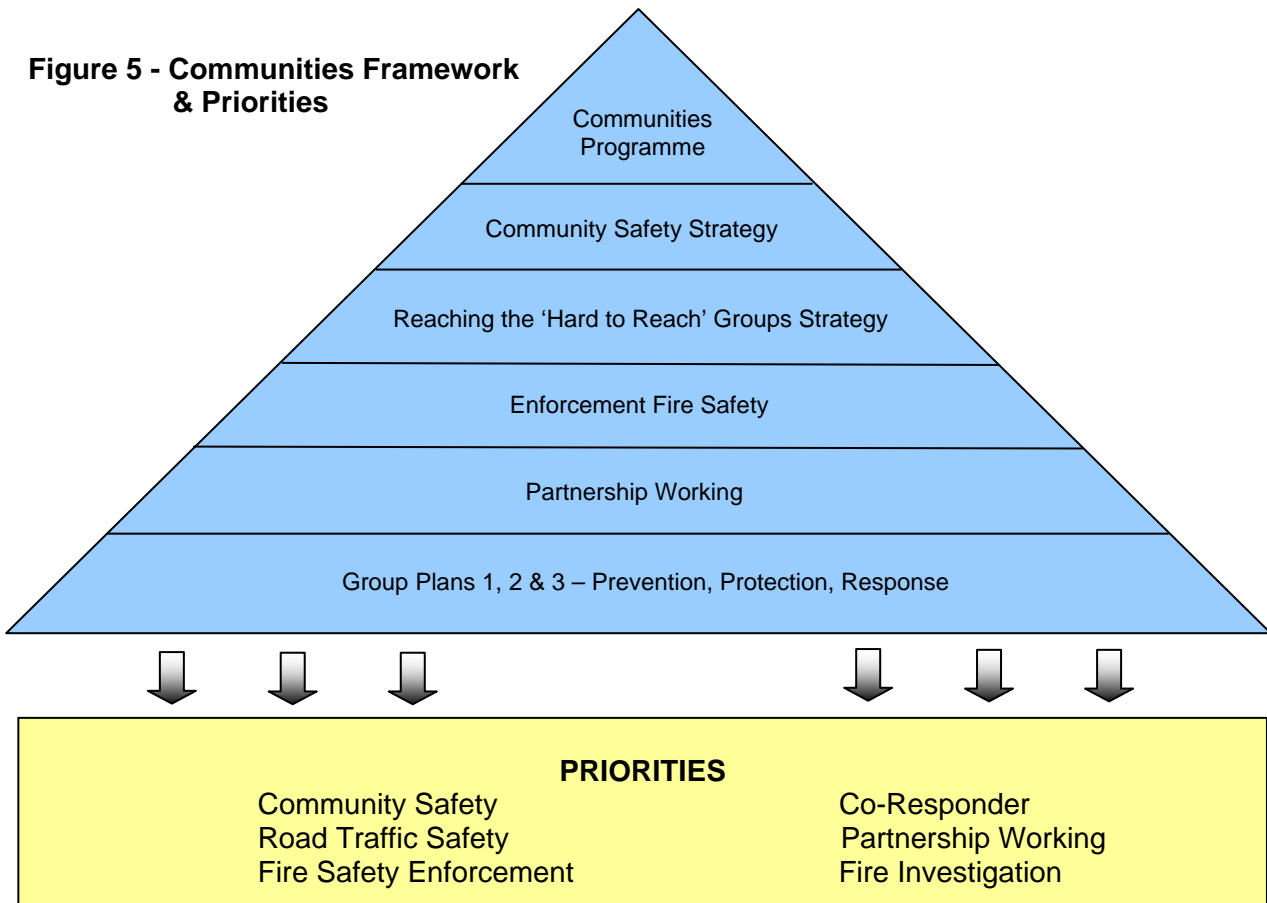 Figure 5 - Communities Framework
& Priorities
Communities
Programme
Community Safety Strategy
Reaching the ‘Hard to Reach’ Groups Strategy
Enforcement Fire Safety
Partnership Working
Group Plans 1, 2 & 3 – Prevention, Protection, Response
PRIORITIES
Community Safety
Road Traffic Safety
Fire Safety Enforcement
Co-Responder
Partnership Working
Fire Investigation